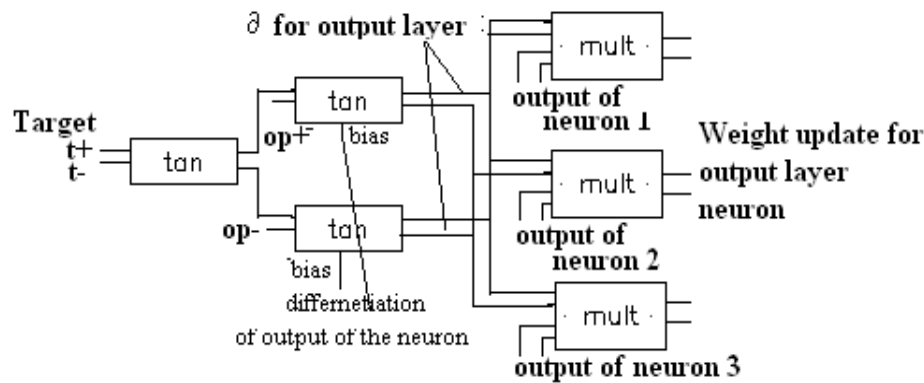 ∂ for output layer :
mult
output of
neuron 1
tan
op+
bias
Target
t+
t-
tan
Weight update for
output layer
neuron
mult
output of
neuron 2
op-
tan
bias
differnetiation
of output of the neuron
mult
output of neuron 3